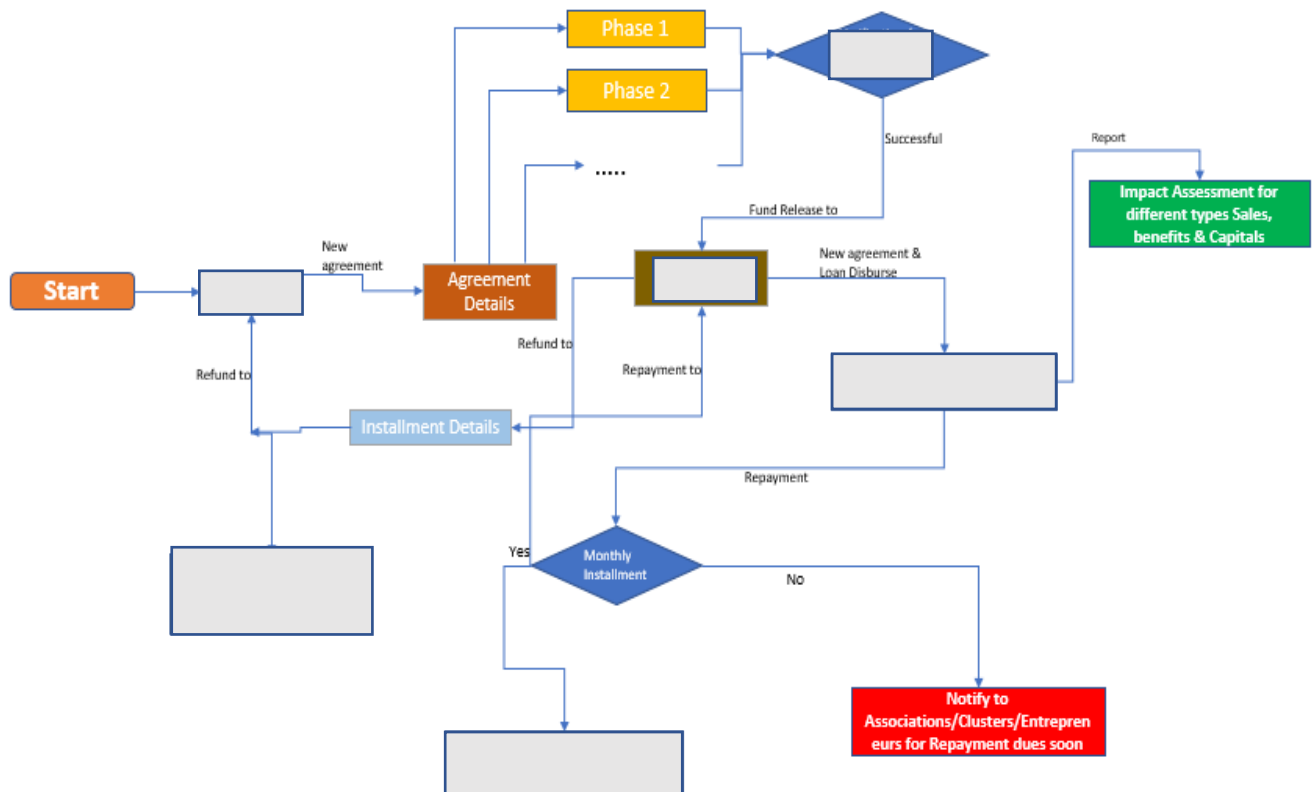 Phase 1
Phase 2
.....
Successful
Report
Impact Assessment for
different types Sales,
benefits & Capitals
Fund Release to
New
agreement
New agreement &
Loan Disburse
Start
Agreement
Details
Refund to
Repayment to
Refund to
Installment Details
Repayment
Yes
Monthly
Installment
No
Notify to
Associations/Clusters/Entrepren
eurs for Repayment dues soon